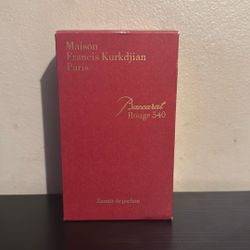 Maison
Francis Kurkdjian
Paris
Baccarat
Rouge 540
Extrait de parfum